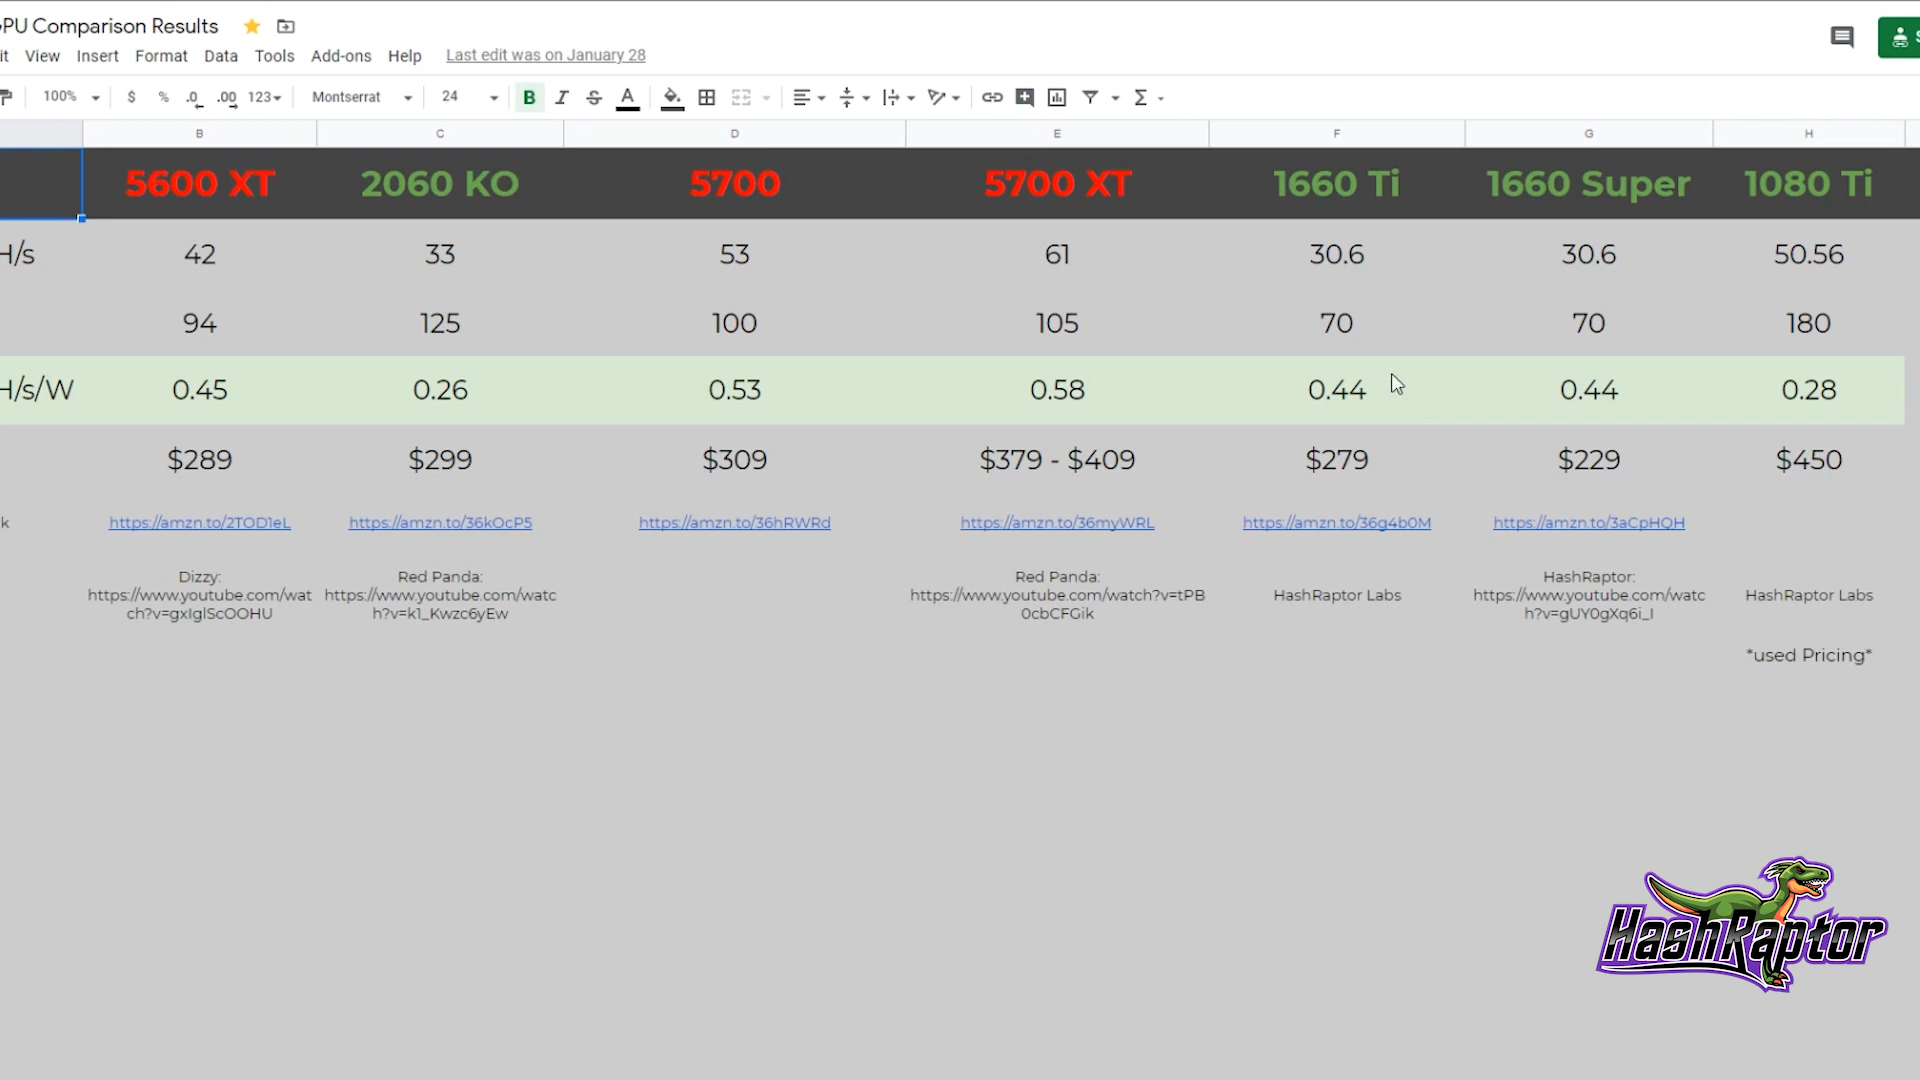 PU Comparison Results
it View Insert Format Data Tools Add-ons Help Last edit was on January 28
100% $ % .0 .00 123 Montserrat 24 B I S A Σ
B C D E F G H
5600 XT 2060 KO 5700 5700 XT 1660 Ti 1660 Super 1080 Ti
H/s 42 33 53 61 30.6 30.6 50.56
94 125 100 105 70 70 180
H/s/W 0.45 0.26 0.53 0.58 0.44 0.44 0.28
$289 $299 $309 $379 - $409 $279 $229 $450
k https://amzn.to/2TOD1eL https://amzn.to/36kOcP5 https://amzn.to/36hRWRd https://amzn.to/36myWRL https://amzn.to/36g4b0M https://amzn.to/3aCpHQH
Dizzy: Red Panda: Red Panda: HashRaptor:
https://www.youtube.com/wat https://www.youtube.com/watc https://www.youtube.com/watch?v=tPB HashRaptor Labs https://www.youtube.com/watc HashRaptor Labs
ch?v=gxIglScOOHU h?v=k1_Kwzc6yEw 0cbCFGik h?v=gUY0gXq6i_I
*used Pricing*
HashRaptor